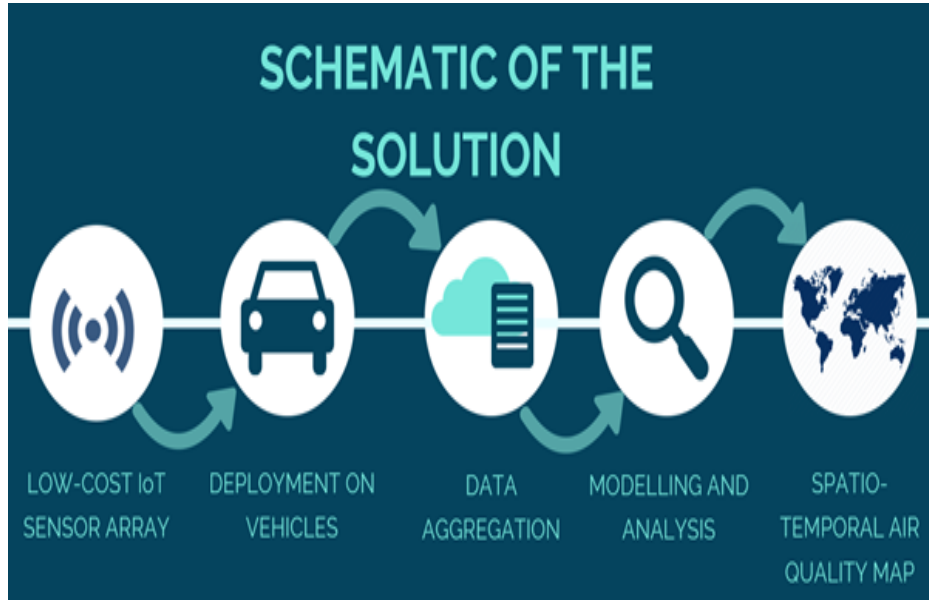 SCHEMATIC OF THE
SOLUTION
LOW-COST IoT
SENSOR ARRAY
DEPLOYMENT ON
VEHICLES
DATA
AGGREGATION
MODELLING AND
ANALYSIS
SPATIO-
TEMPORAL AIR
QUALITY MAP